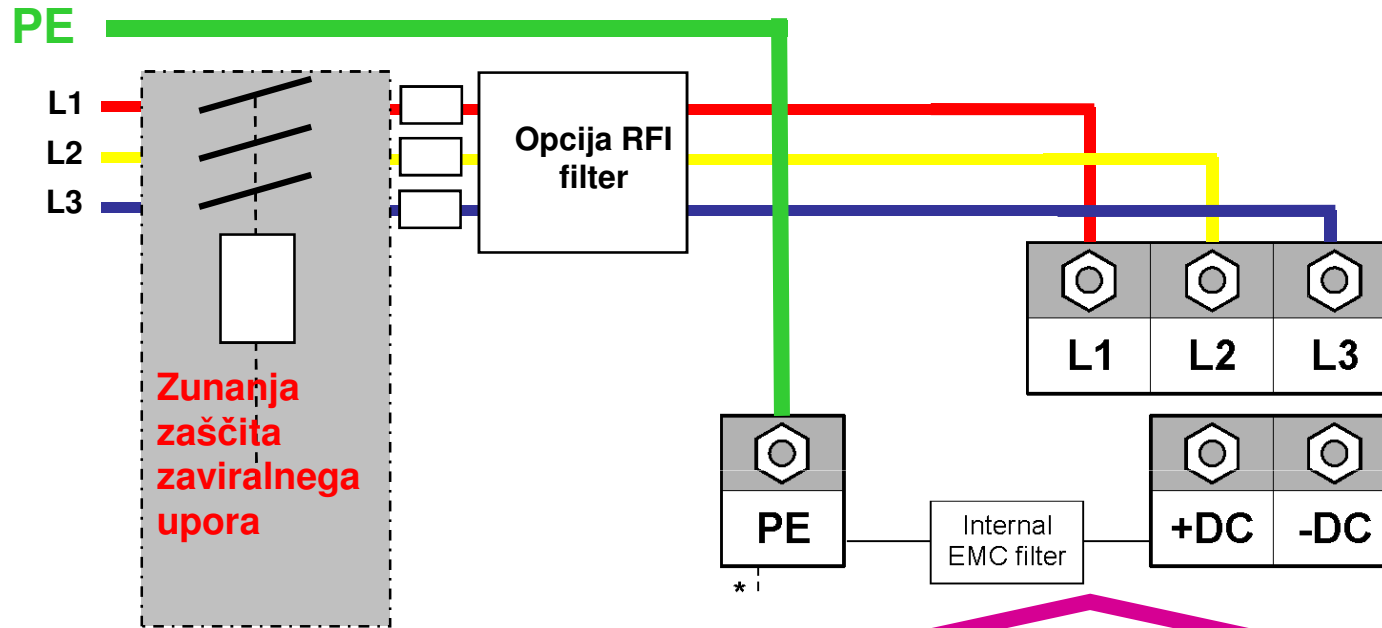 PE
L1
L2
L3
Opcija RFI
filter
L1 L2 L3
Zunanja
zaščita
zaviralnega
upora
PE
Internal
EMC filter
+DC -DC
*